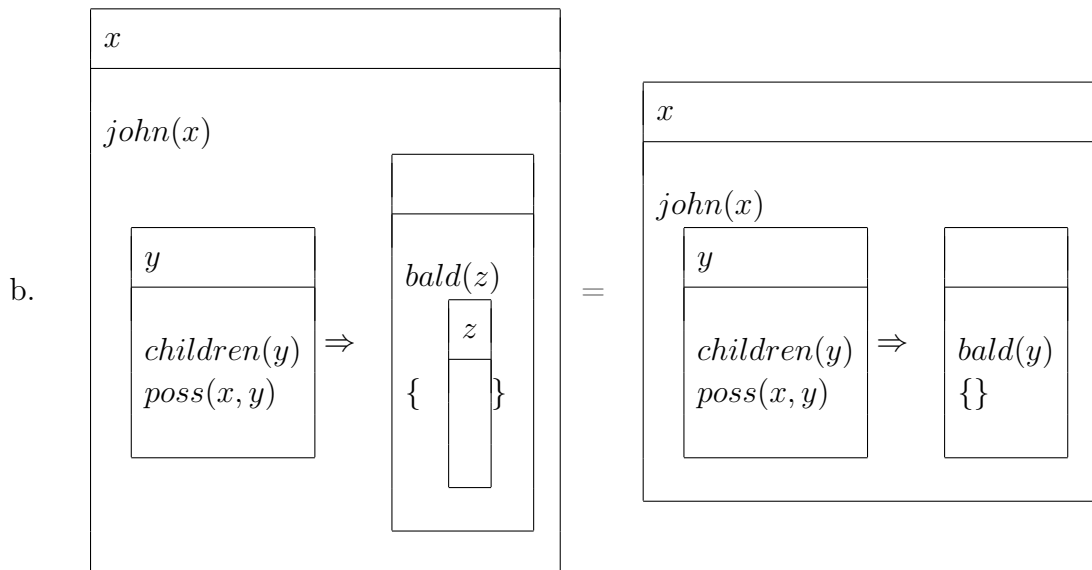 b.
x
john(x)
y
children(y)
poss(x, y)
⇒
bald(z)
{
z
}
=
x
john(x)
y
children(y)
poss(x, y)
⇒
bald(y)
{}